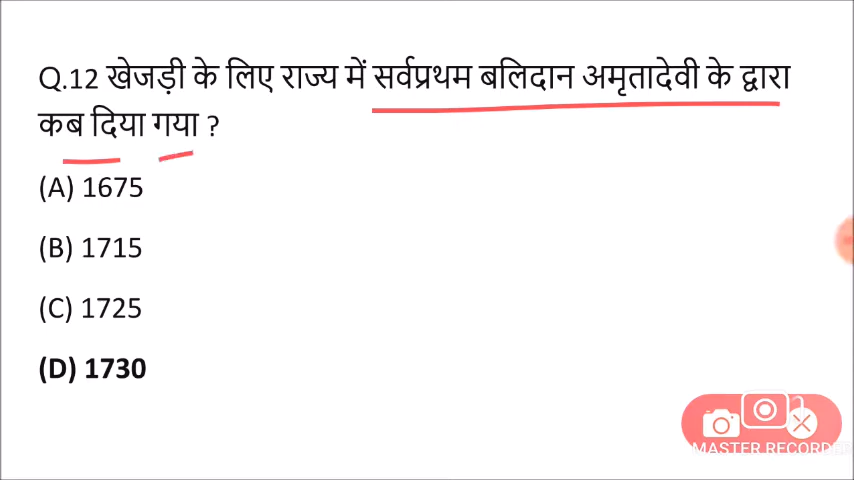 Q.12 खेजड़ी के लिए राज्य में सर्वप्रथम बलिदान अमृतादेवी के द्वारा
कब दिया गया ?
(A) 1675
(B) 1715
(C) 1725
(D) 1730
MASTER RECORDER